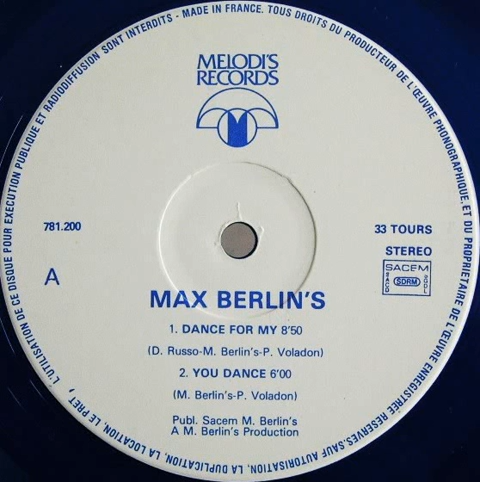 MADE IN FRANCE. TOUS DROITS DU PRODUCTEUR DE L'ŒUVRE PHONOGRAPHIQUE ET DU PROPRIETAIRE DE L'ŒUVRE ENREGISTRÉE RESERVES.SAUF AUTORISATION, LA DUPLICATION, LA LOCATION, LE PRET, L'UTILISATION DE CE DISQUE POUR EXECUTION PUBLIQUE ET RADIODIFFUSION SONT INTERDITS -
MELODI'S
RECORDS
781.200
33 TOURS
STEREO
A
SACEM
SACD
SDRM
SGDL
MAX BERLIN'S
1. DANCE FOR MY 8'50
(D. Russo-M. Berlin's-P. Voladon)
2. YOU DANCE 6'00
(M. Berlin's-P. Voladon)
Publ. Sacem M. Berlin's
A M. Berlin's Production